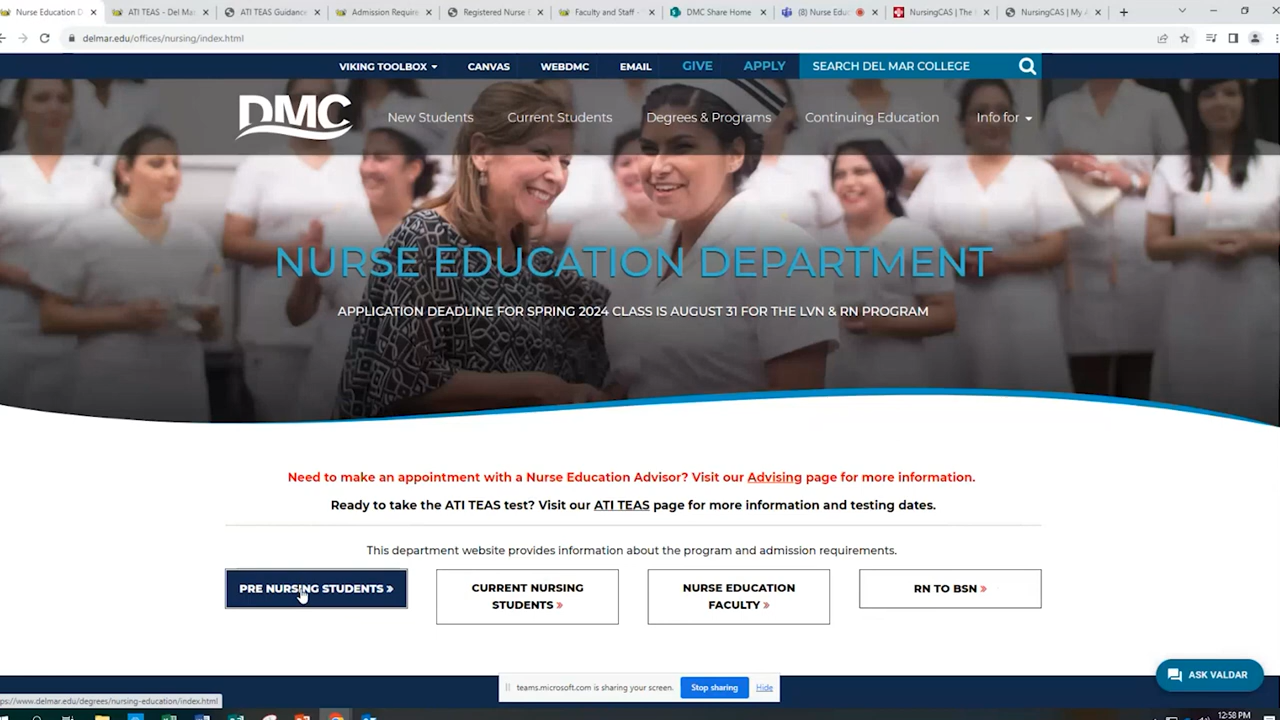 Nurse Education D
ATI TEAS - Del Ma
ATI TEAS Guidance
Admission Require
Registered Nurse
Faculty and Staff -
DMC Share Home
(8) Nurse Edu
NursingCAS | The
NursingCAS | My A
delmar.edu/offices/nursing/index.html
VIKING TOOLBOX
CANVAS
WEBDMC
EMAIL
GIVE
APPLY
SEARCH DEL MAR COLLEGE
DMC
New Students
Current Students
Degrees & Programs
Continuing Education
Info for
NURSE EDUCATION DEPARTMENT
APPLICATION DEADLINE FOR SPRING 2024 CLASS IS AUGUST 31 FOR THE LVN & RN PROGRAM
Need to make an appointment with a Nurse Education Advisor? Visit our Advising page for more information.
Ready to take the ATI TEAS test? Visit our ATI TEAS page for more information and testing dates.
This department website provides information about the program and admission requirements.
PRE NURSING STUDENTS »
CURRENT NURSING
STUDENTS »
NURSE EDUCATION
FACULTY »
RN TO BSN »
ASK VALDAR
teams.microsoft.com is sharing your screen.
Stop sharing
Hide
ps://www.delmar.edu/degrees/nursing-education/index.html
12:58 PM